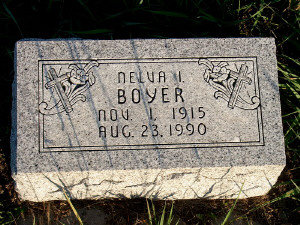 NELVA I.
BOYER
NOV. 1, 1915
AUG. 23, 1990